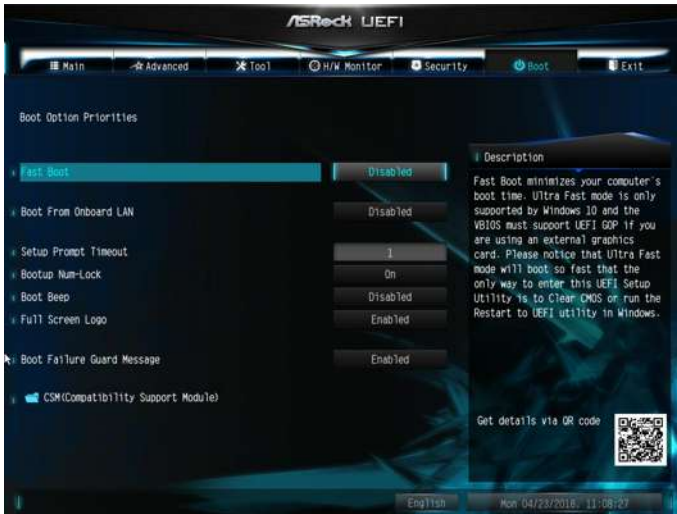 ASRock UEFI
Main Advanced Tool H/W Monitor Security Boot Exit
Boot Option Priorities
Fast Boot Disabled
Boot From Onboard LAN Disabled
Setup Prompt Timeout 1
Bootup Num-Lock On
Boot Beep Disabled
Full Screen Logo Enabled
Boot Failure Guard Message Enabled
CSM(Compatibility Support Module)
Description
Fast Boot minimizes your computer's
boot time. Ultra Fast mode is only
supported by Windows 10 and the
VBIOS must support UEFI GOP if you
are using an external graphics
card. Please notice that Ultra Fast
mode will boot so fast that the
only way to enter this UEFI Setup
Utility is to Clear CMOS or run the
Restart to UEFI utility in Windows.
Get details via QR code
English Mon 04/23/2018, 11:08:27